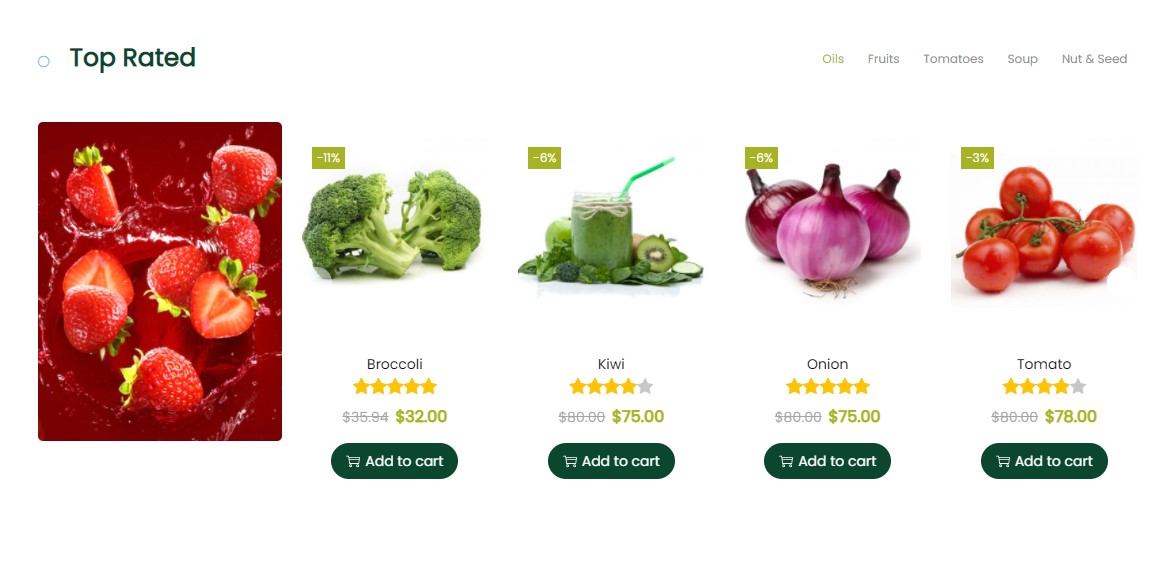 Top Rated
Oils Fruits Tomatoes Soup Nut & Seed
-11% -6% -6% -3%
Broccoli Kiwi Onion Tomato
$35.94 $32.00 $80.00 $75.00 $80.00 $75.00 $80.00 $78.00
Add to cart Add to cart Add to cart Add to cart